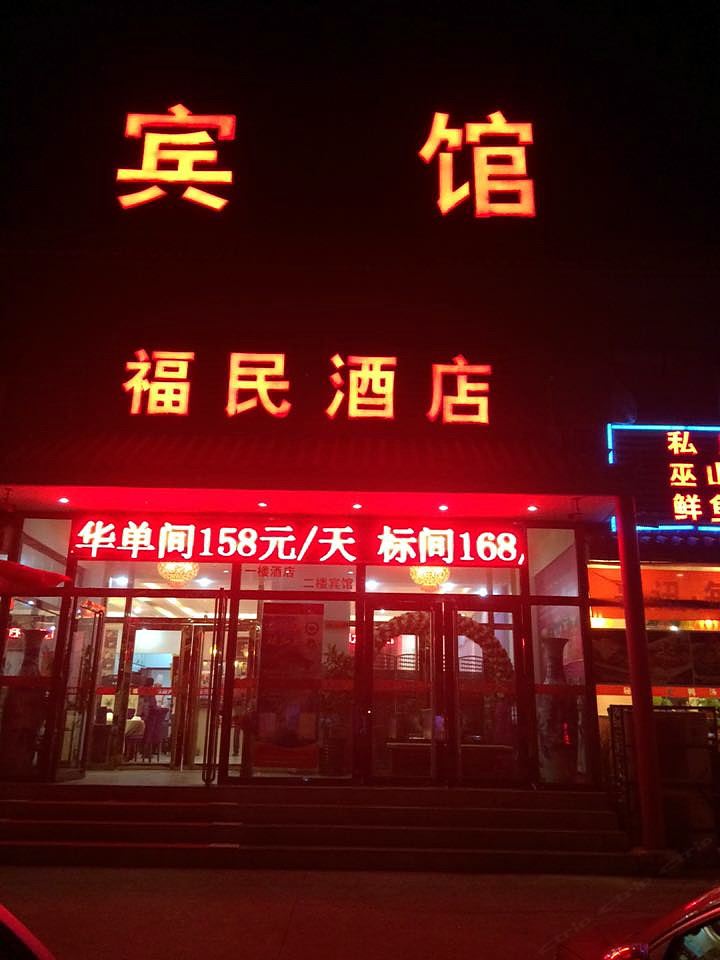 宾馆
福民酒店
华单间158元/天 标间168/
一楼酒店
二楼宾馆
私
巫山
鲜